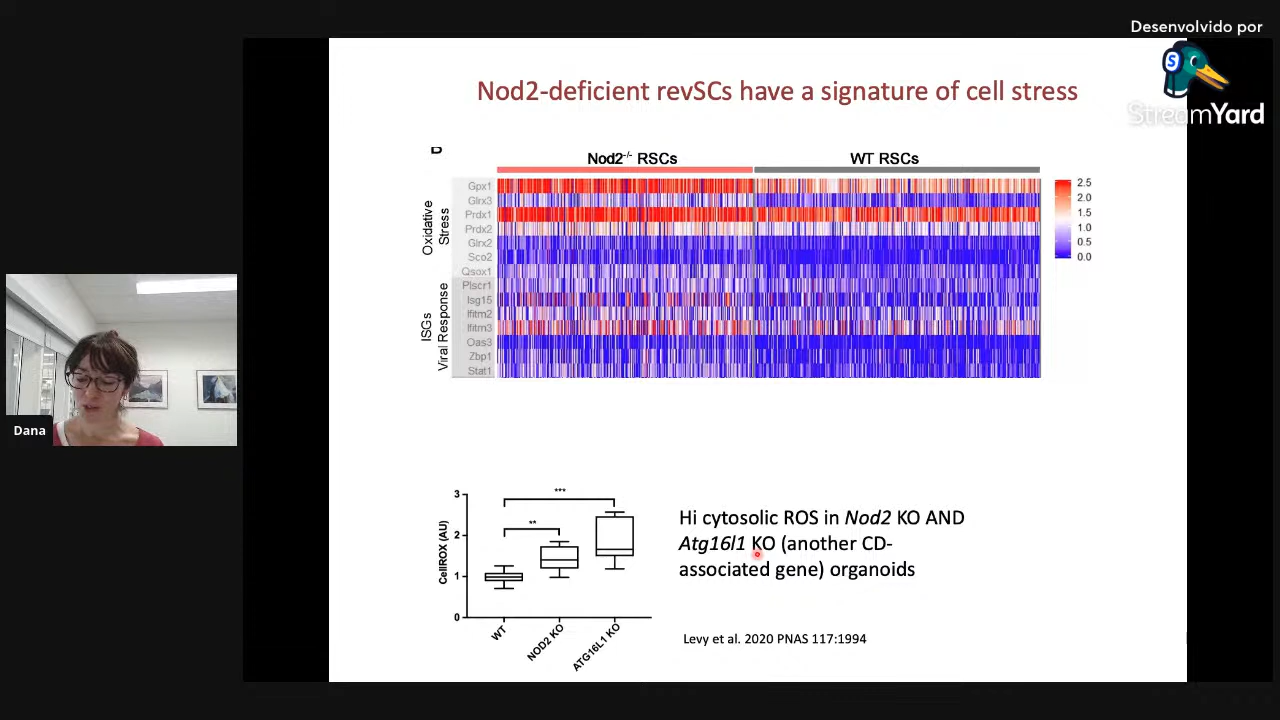 Desenvolvido por
StreamYard
Nod2-deficient revSCs have a signature of cell stress
Nod2-/- RSCs
WT RSCs
Oxidative
Stress
Gpx1
Glrx3
Prdx1
Prdx2
Glrx2
Sco2
Qsox1
ISGs
Viral Response
Plscr1
Isg15
Ifitm2
Ifitm3
Oas3
Zbp1
Stat1
2.5
2.0
1.5
1.0
0.5
0.0
Dana
CellROX (AU)
3
2
1
0
***
**
WT
NOD2 KO
ATG16L1 KO
Hi cytosolic ROS in Nod2 KO AND
Atg16l1 KO (another CD-
associated gene) organoids
Levy et al. 2020 PNAS 117:1994